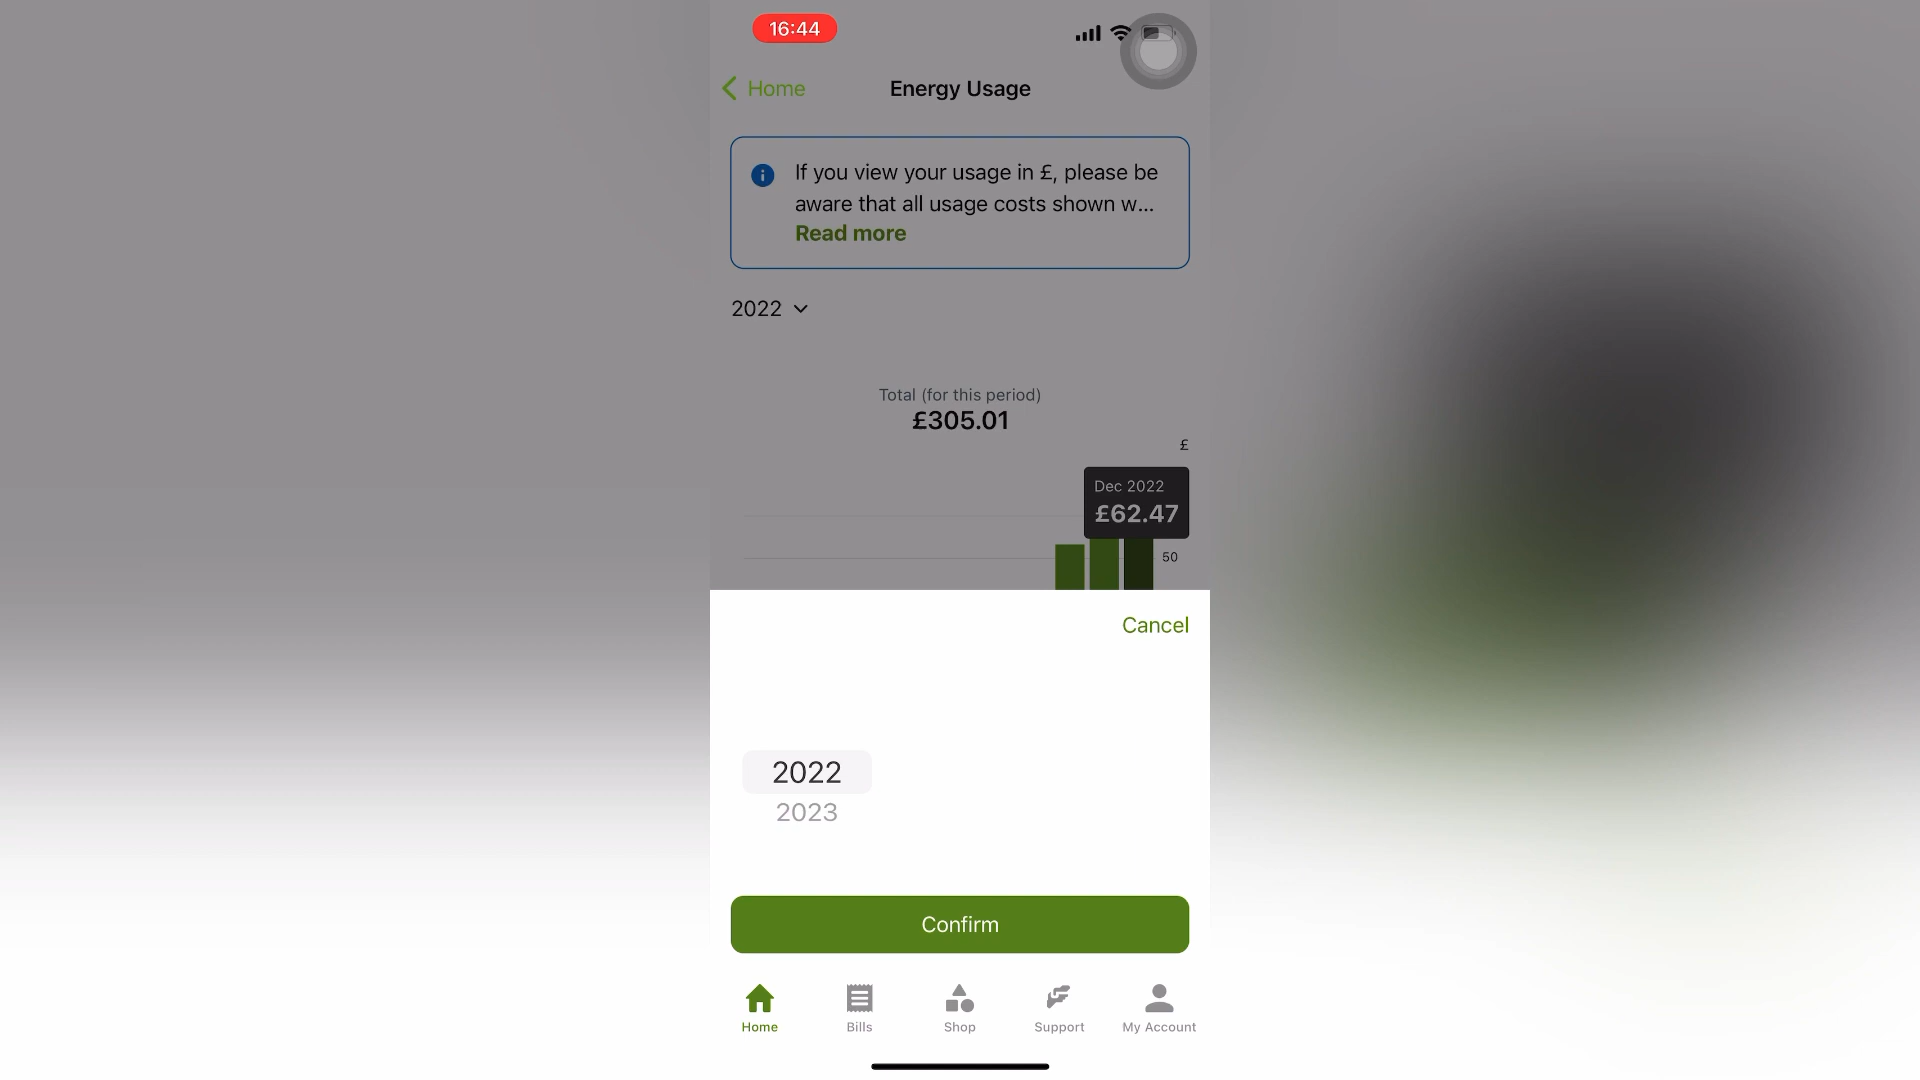 16:44
Home
Energy Usage
If you view your usage in £, please be
aware that all usage costs shown w...
Read more
2022
Total (for this period)
£305.01
£
Dec 2022
£62.47
50
Cancel
2022
2023
Confirm
Home
Bills
Shop
Support
My Account